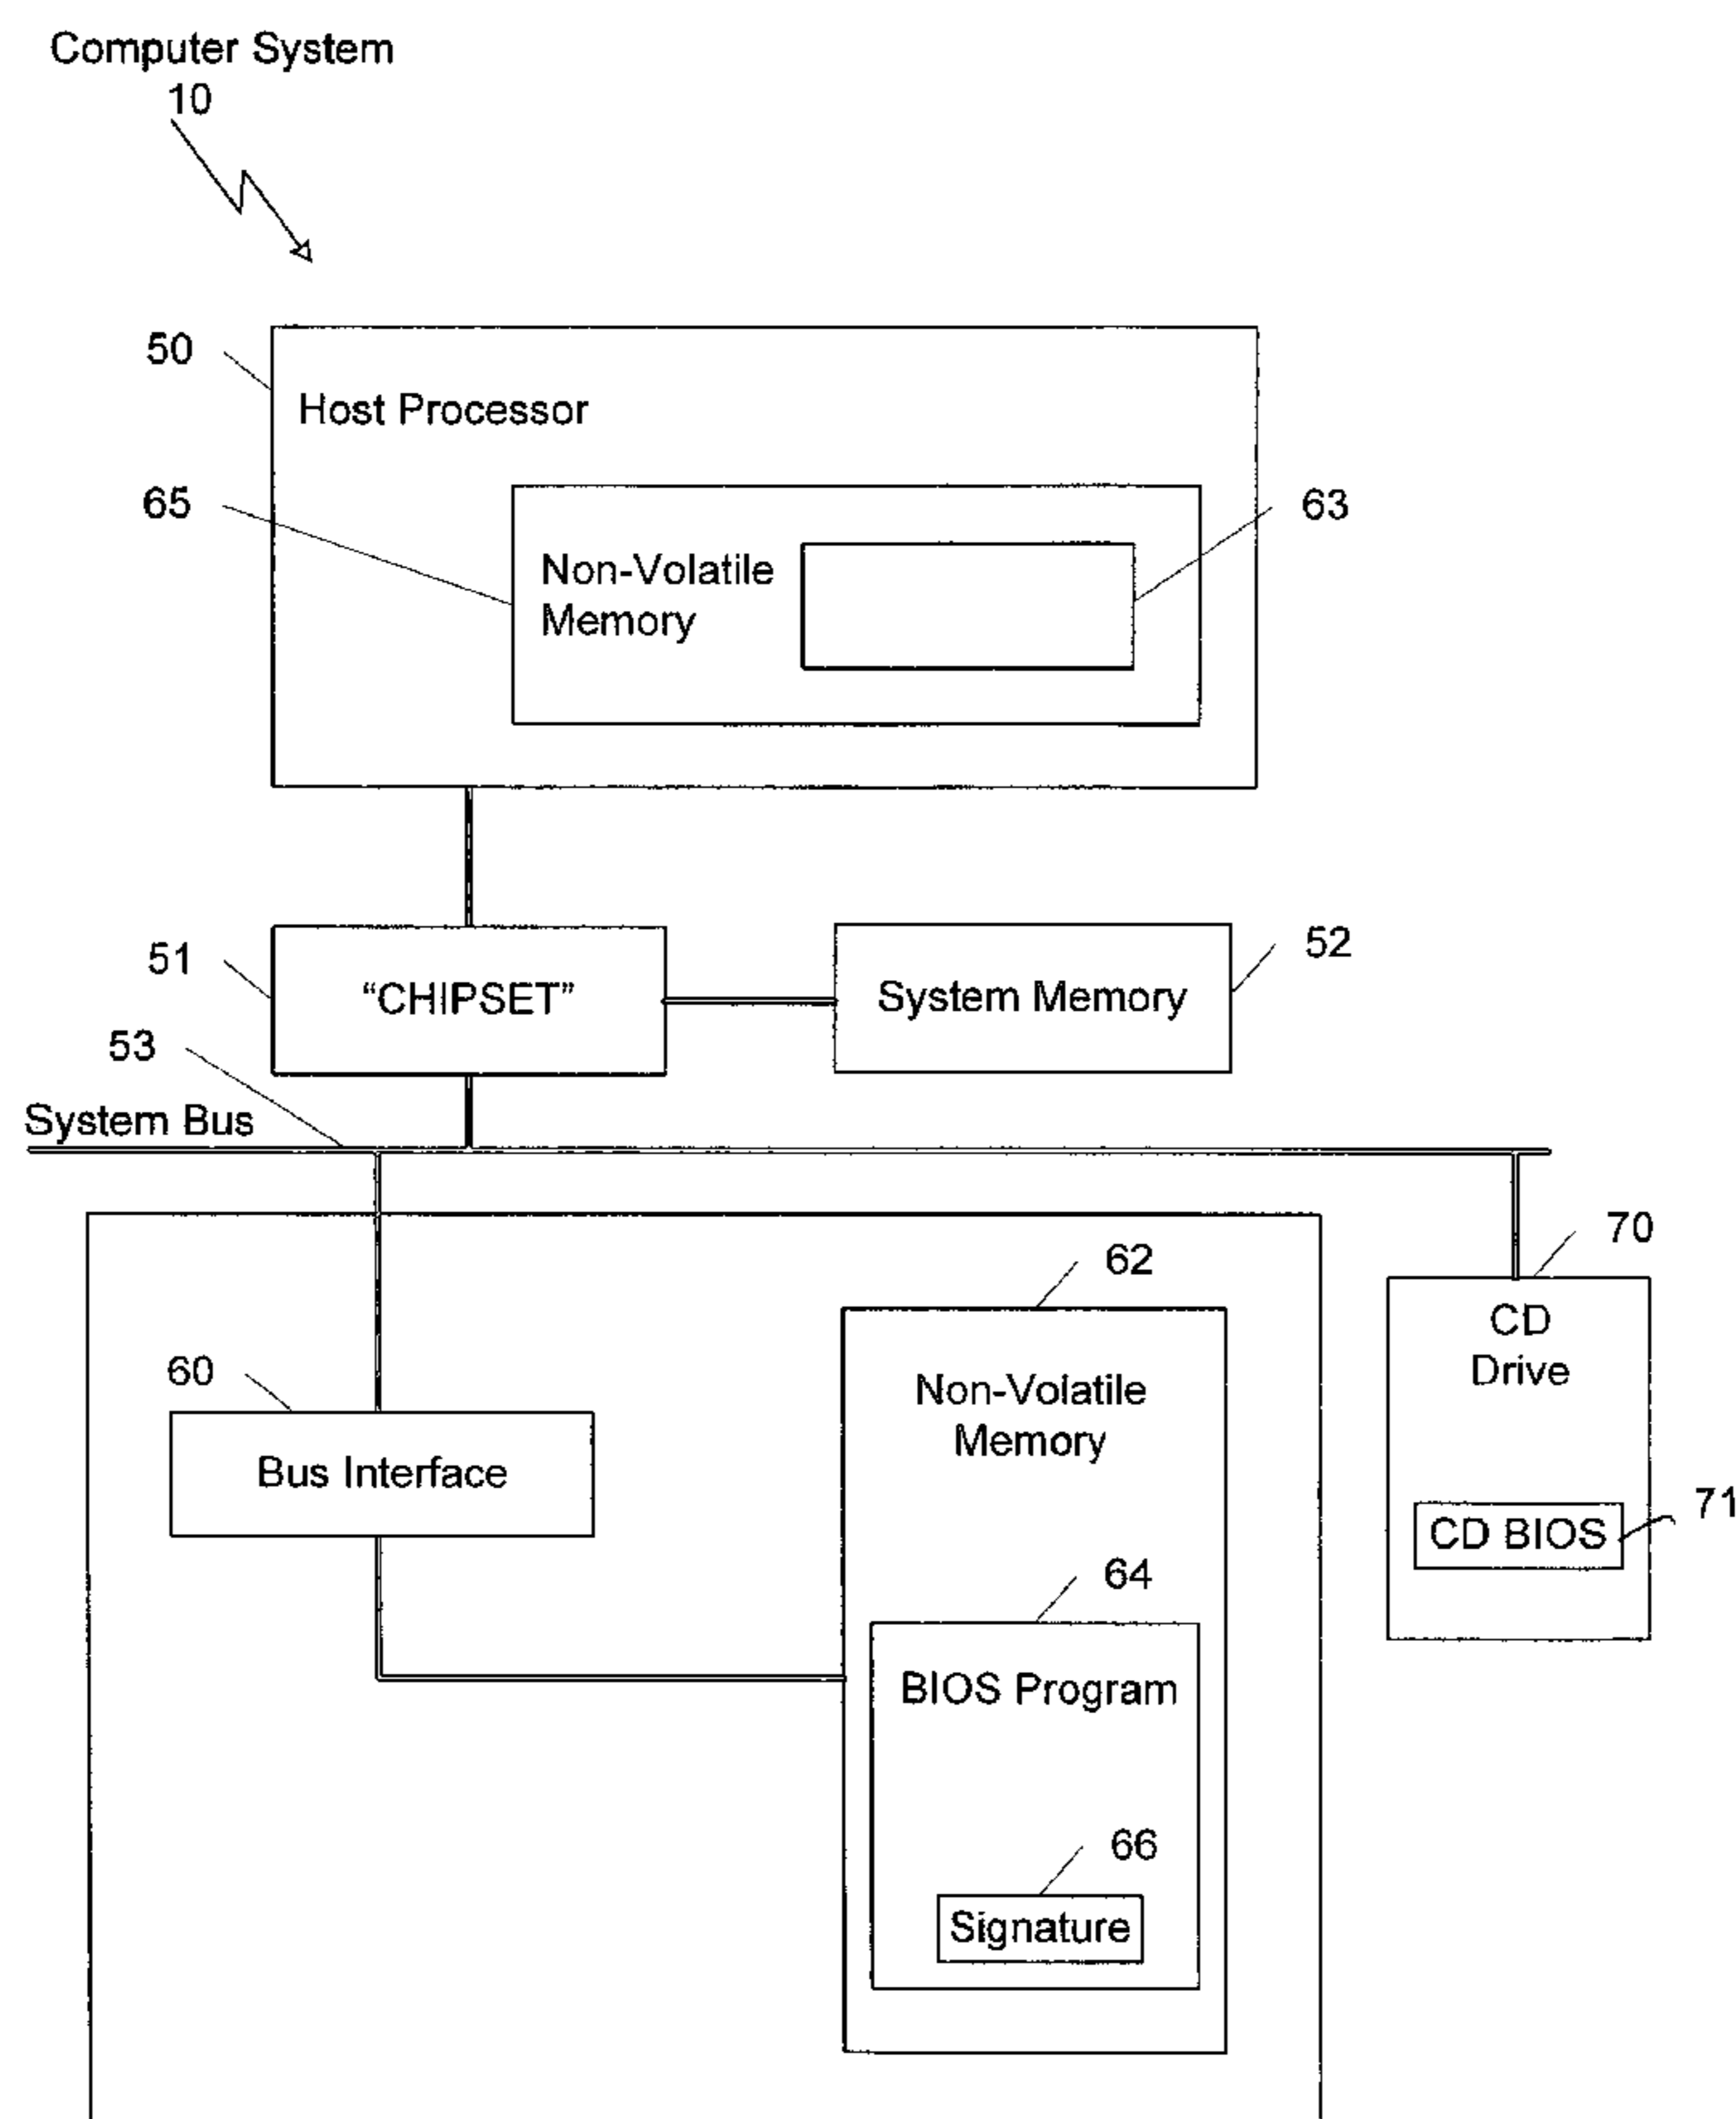 Computer System
10
50
Host Processor
65
63
Non-Volatile
Memory
51
52
"CHIPSET"
System Memory
53
System Bus
70
62
CD
Drive
60
Non-Volatile
Memory
Bus Interface
71
CD BIOS
64
BIOS Program
66
Signature